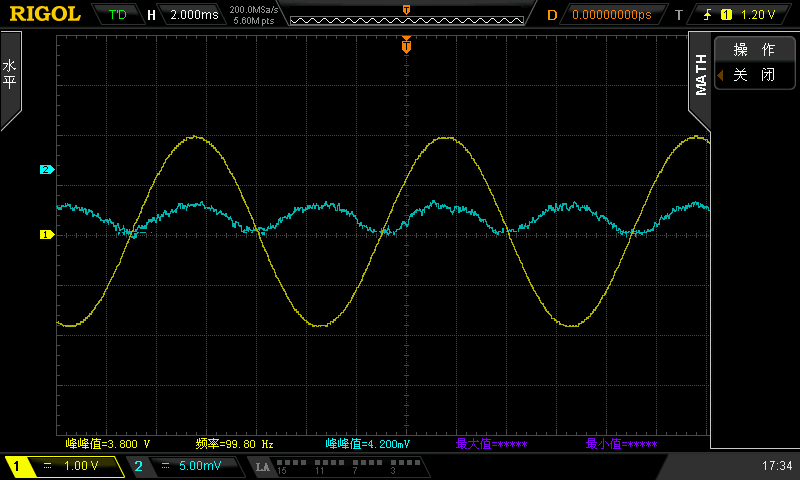 RIGOL T'D H 2.000ms 200.0MSa/s 5.60M pts T D 0.00000000ps T 1 1.20 V
水平
T
MATH
操 作
关 闭
2
1
峰峰值=3.800 V 频率=99.80 Hz 峰峰值=4.200mV 最大值=***** 最小值=*****
1 1.00 V 2 5.00mV LA 15 11 7 3 17:34